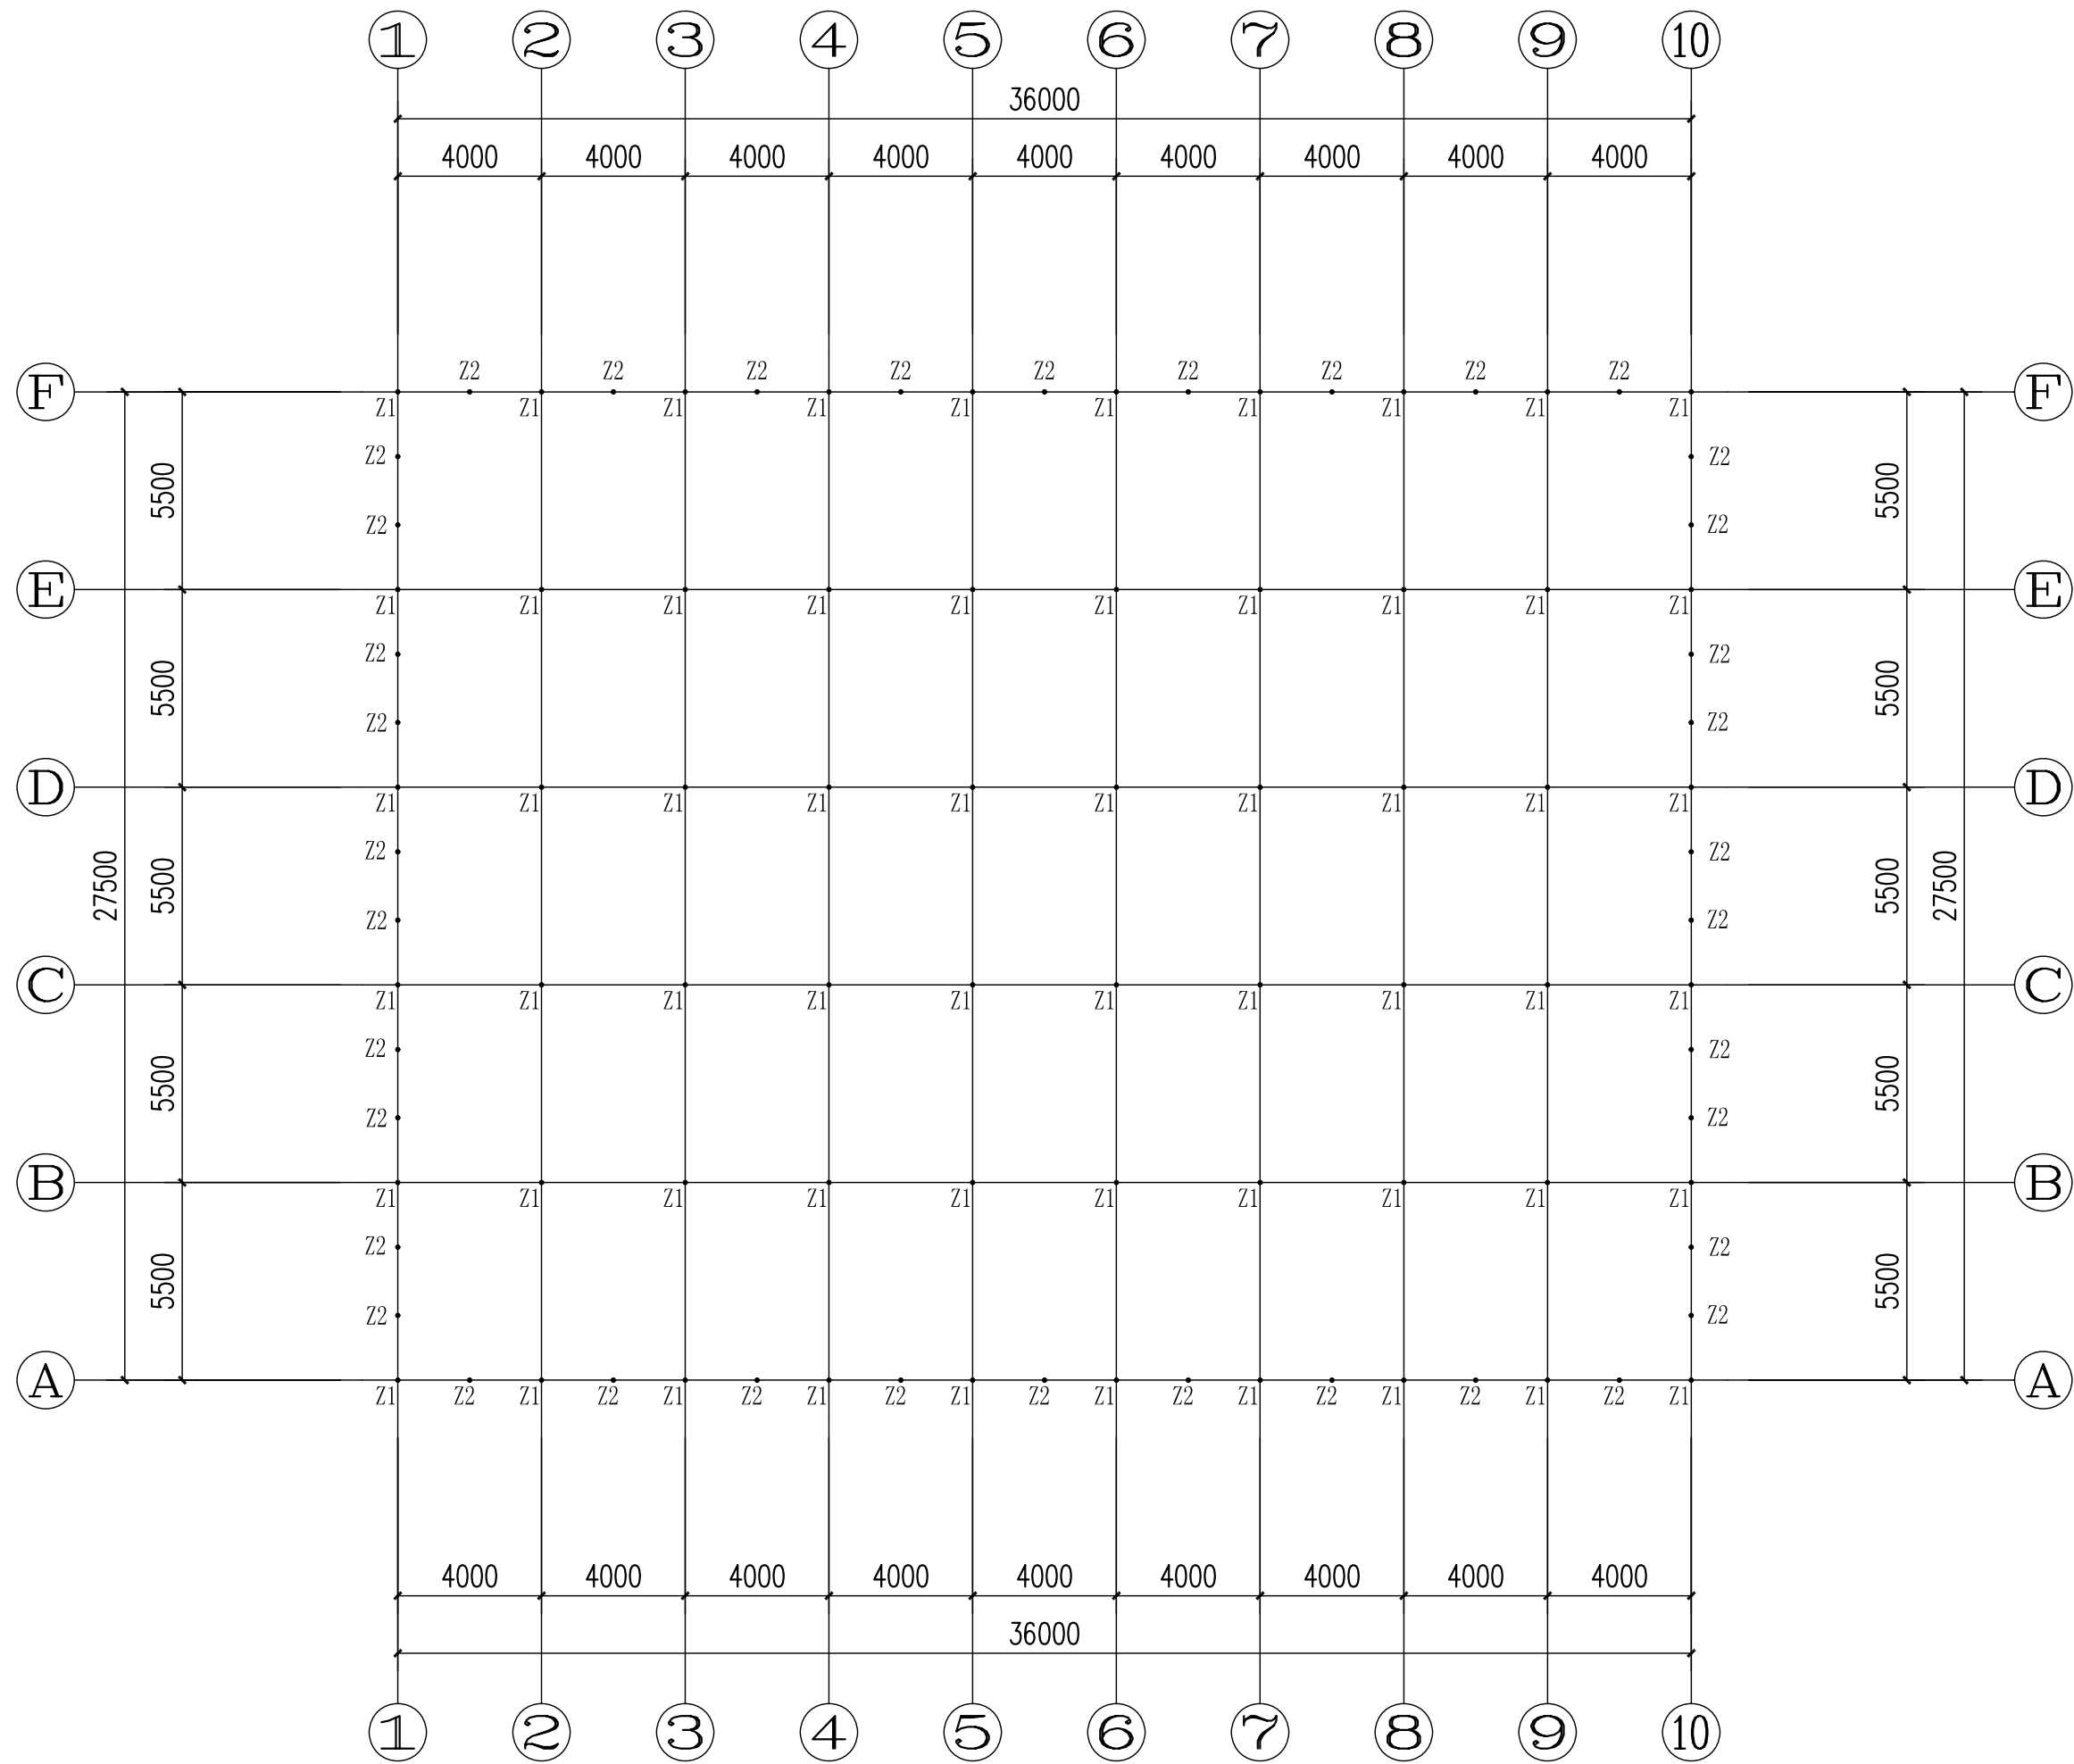 1 2 3 4 5 6 7 8 9 10
36000
4000 4000 4000 4000 4000 4000 4000 4000 4000
Z2 Z2 Z2 Z2 Z2 Z2 Z2 Z2 Z2
F F
Z1 Z1 Z1 Z1 Z1 Z1 Z1 Z1 Z1 Z1
Z2 Z2
5500 5500
Z2 Z2
E E
Z1 Z1 Z1 Z1 Z1 Z1 Z1 Z1 Z1 Z1
Z2 Z2
5500 5500
Z2 Z2
D D
Z1 Z1 Z1 Z1 Z1 Z1 Z1 Z1 Z1 Z1
Z2 Z2
27500 5500 5500 27500
Z2 Z2
C C
Z1 Z1 Z1 Z1 Z1 Z1 Z1 Z1 Z1 Z1
Z2 Z2
5500 5500
Z2 Z2
B B
Z1 Z1 Z1 Z1 Z1 Z1 Z1 Z1 Z1 Z1
Z2 Z2
5500 5500
Z2 Z2
A A
Z1 Z2 Z1 Z2 Z1 Z2 Z1 Z2 Z1 Z2 Z1 Z2 Z1 Z2 Z1 Z2 Z1 Z2 Z1
4000 4000 4000 4000 4000 4000 4000 4000 4000
36000
1 2 3 4 5 6 7 8 9 10